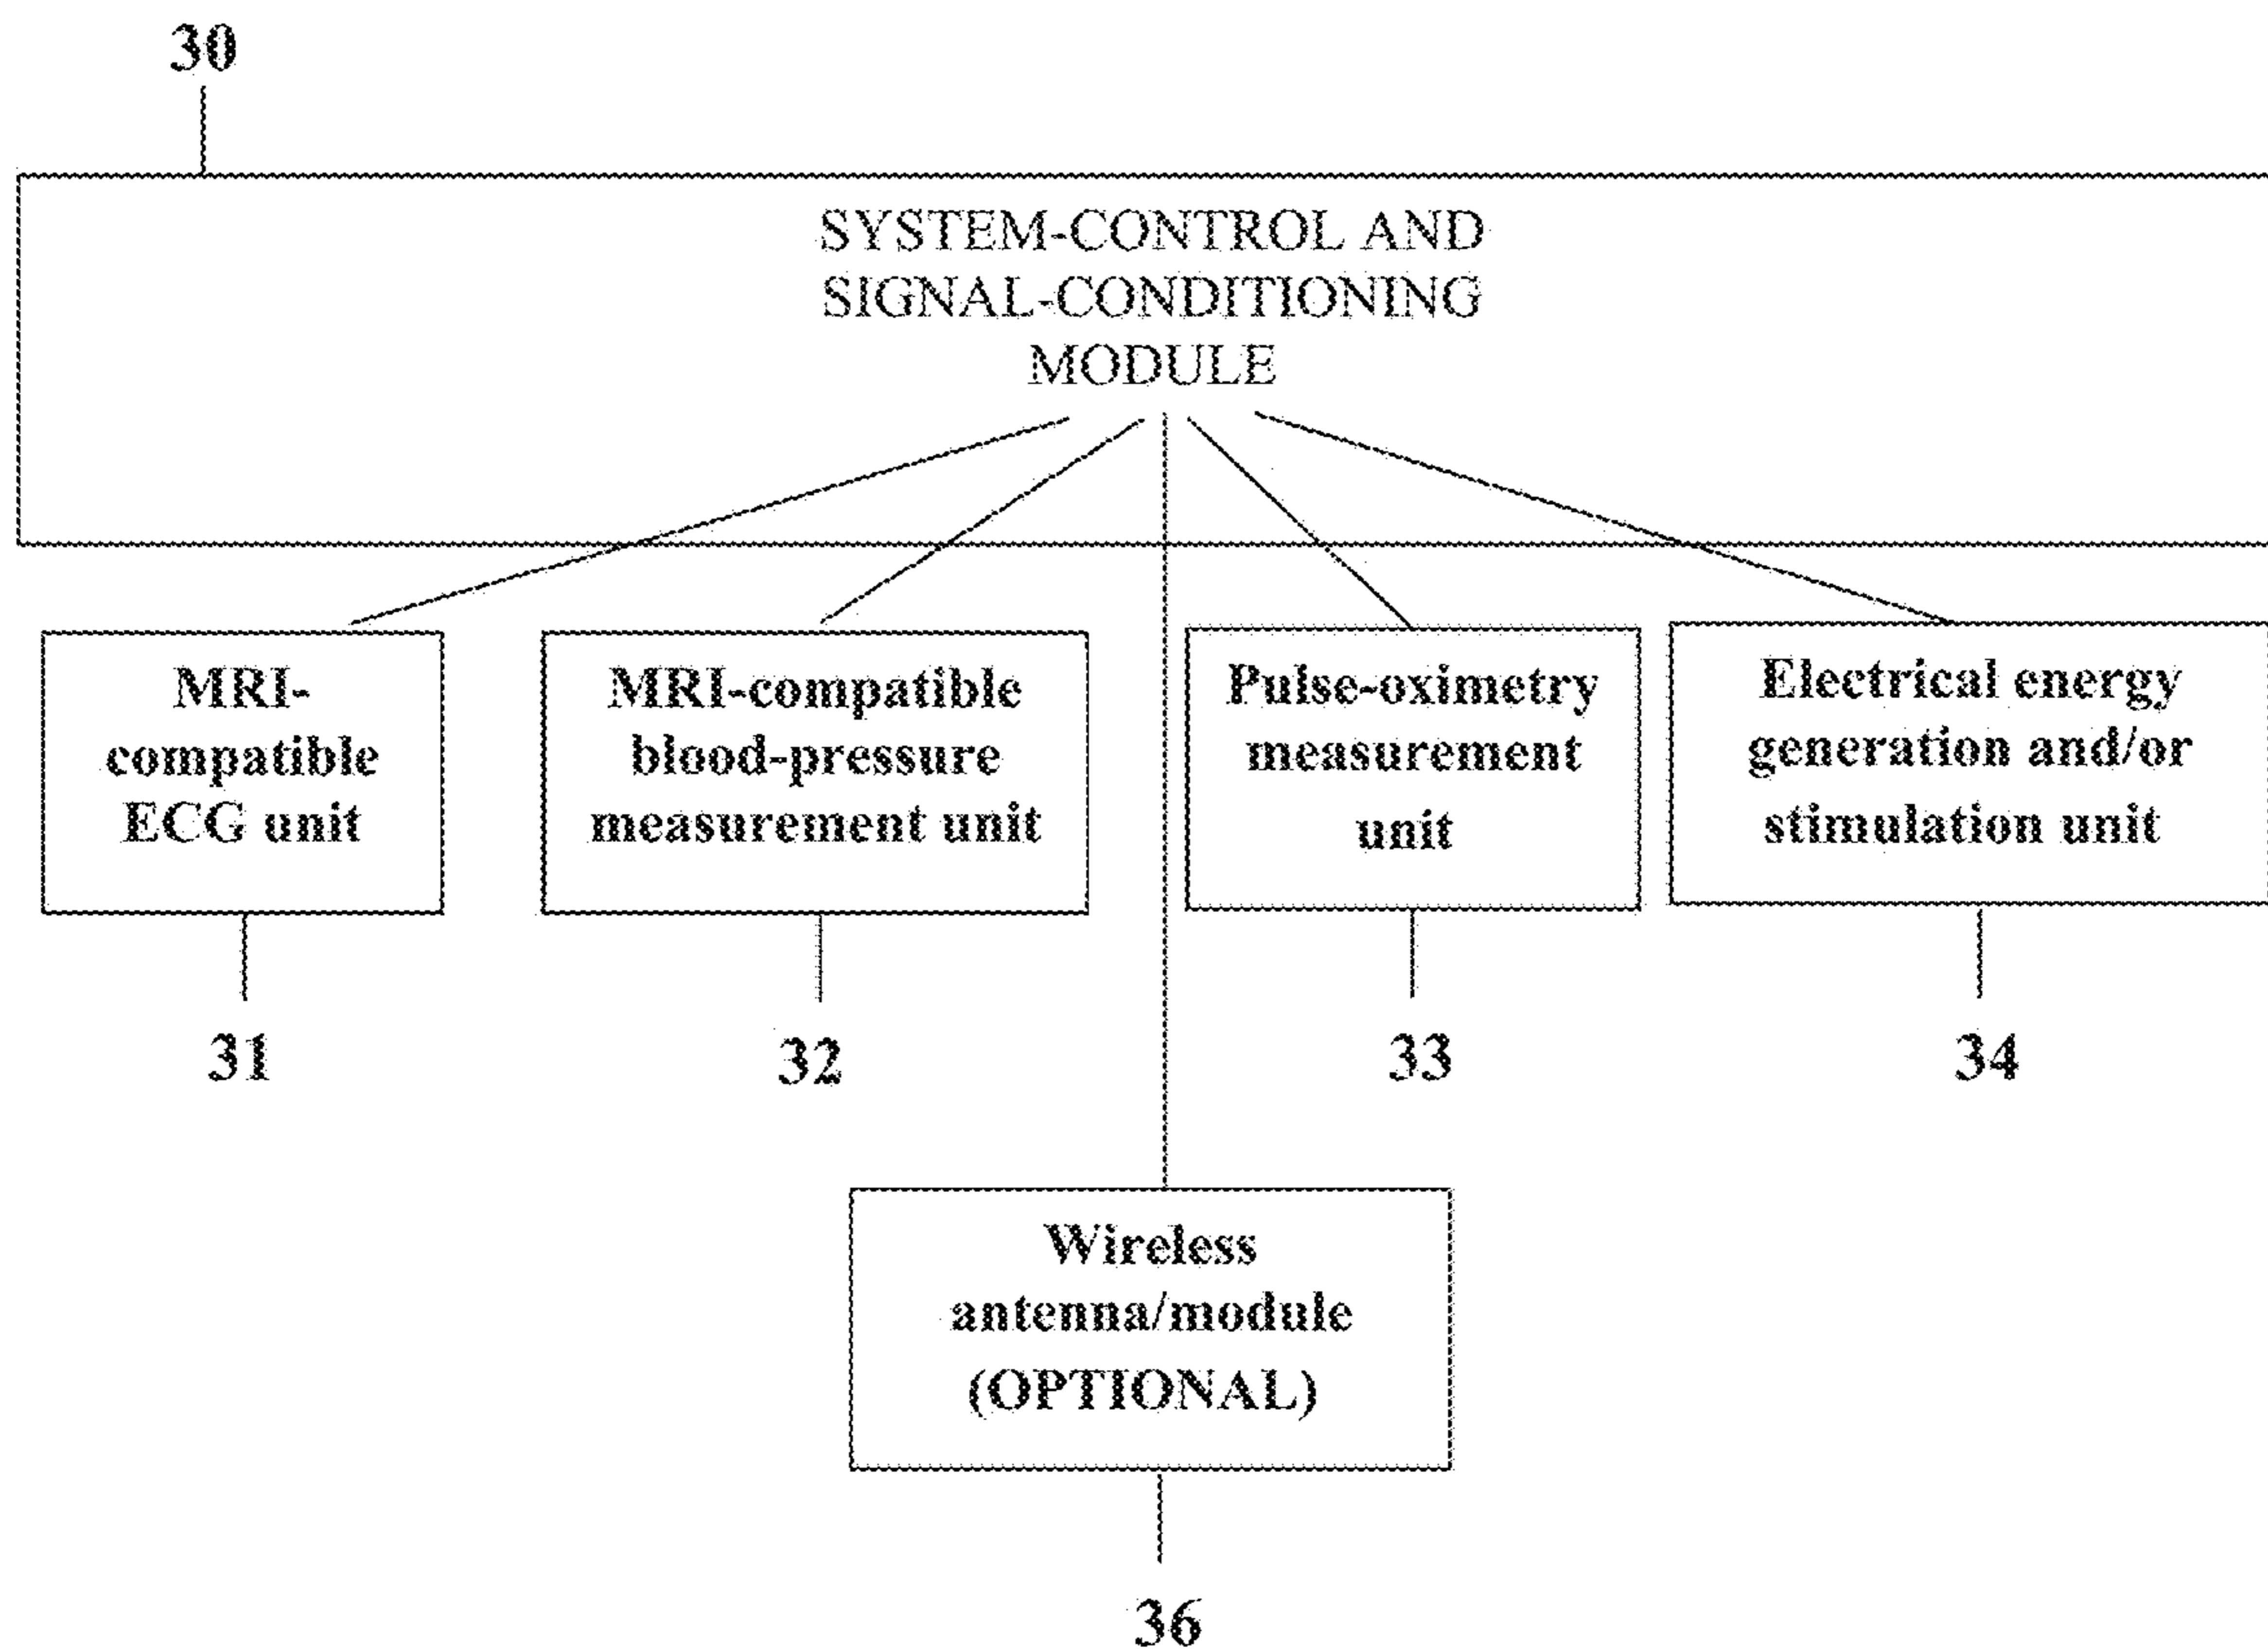 30
SYSTEM-CONTROL AND
SIGNAL-CONDITIONING
MODULE
MRI-
compatible
ECG unit
MRI-compatible
blood-pressure
measurement unit
Pulse-oximetry
measurement
unit
Electrical energy
generation and/or
stimulation unit
31
32
33
34
Wireless
antenna/module
(OPTIONAL)
36